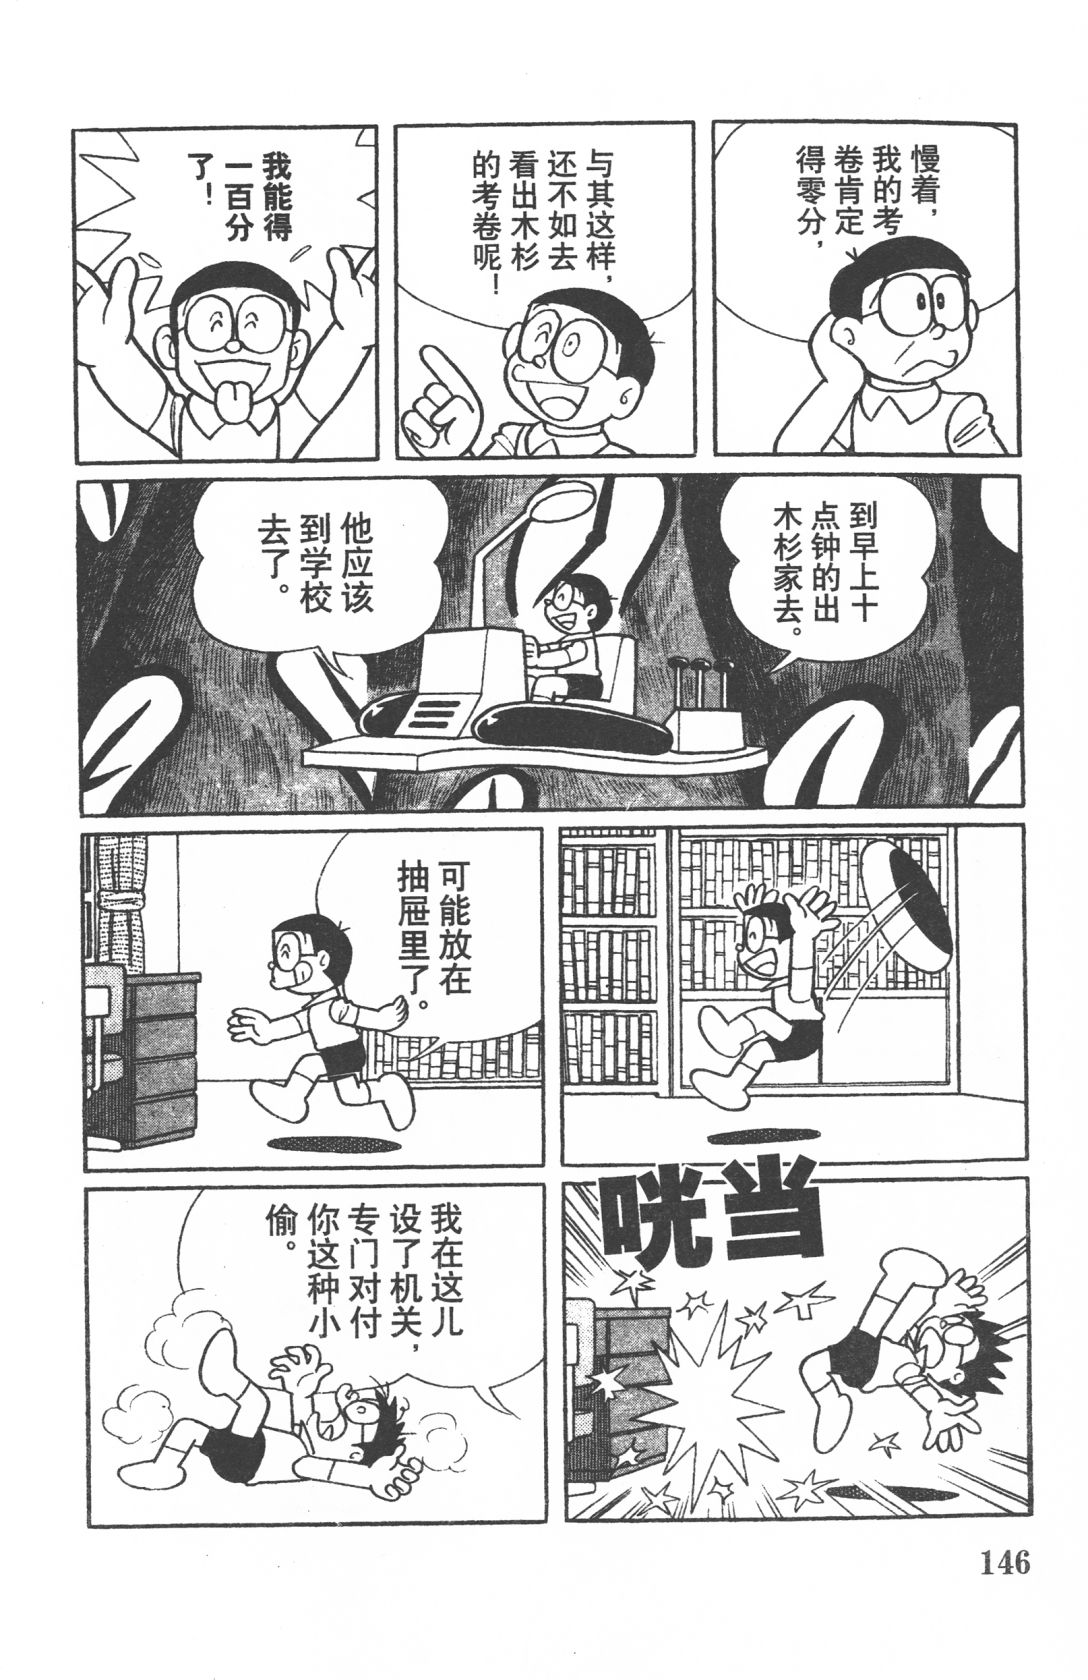 慢着，
我的考
卷肯定
得零分，
与其这样，
还不如去
看出木杉
的考卷呢！
我能得
一百分
了！
到早上十
点钟的出
木杉家去。
他应该
到学校
去了。
可能放在
抽屉里了。
咣当
我在这儿
设了机关，
专门对付
你这种小
偷。
146